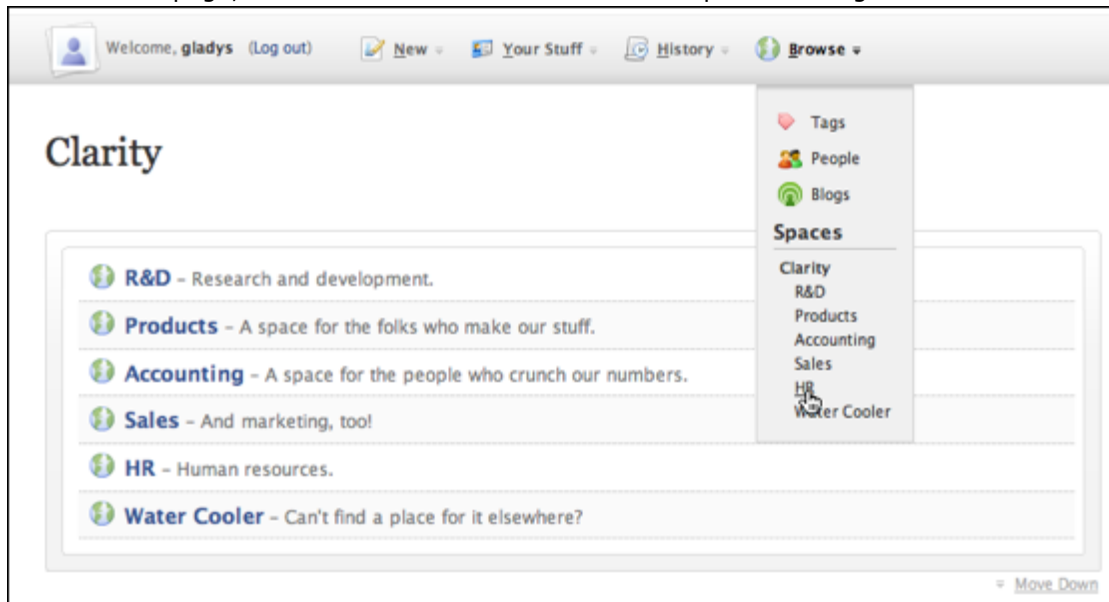 Welcome, gladys (Log out) New Your Stuff History Browse
Tags
People
Blogs
Spaces
Clarity
R&D
Products
Accounting
Sales
HR
Water Cooler
Clarity
R&D – Research and development.
Products – A space for the folks who make our stuff.
Accounting – A space for the people who crunch our numbers.
Sales – And marketing, too!
HR – Human resources.
Water Cooler – Can't find a place for it elsewhere?
Move Down